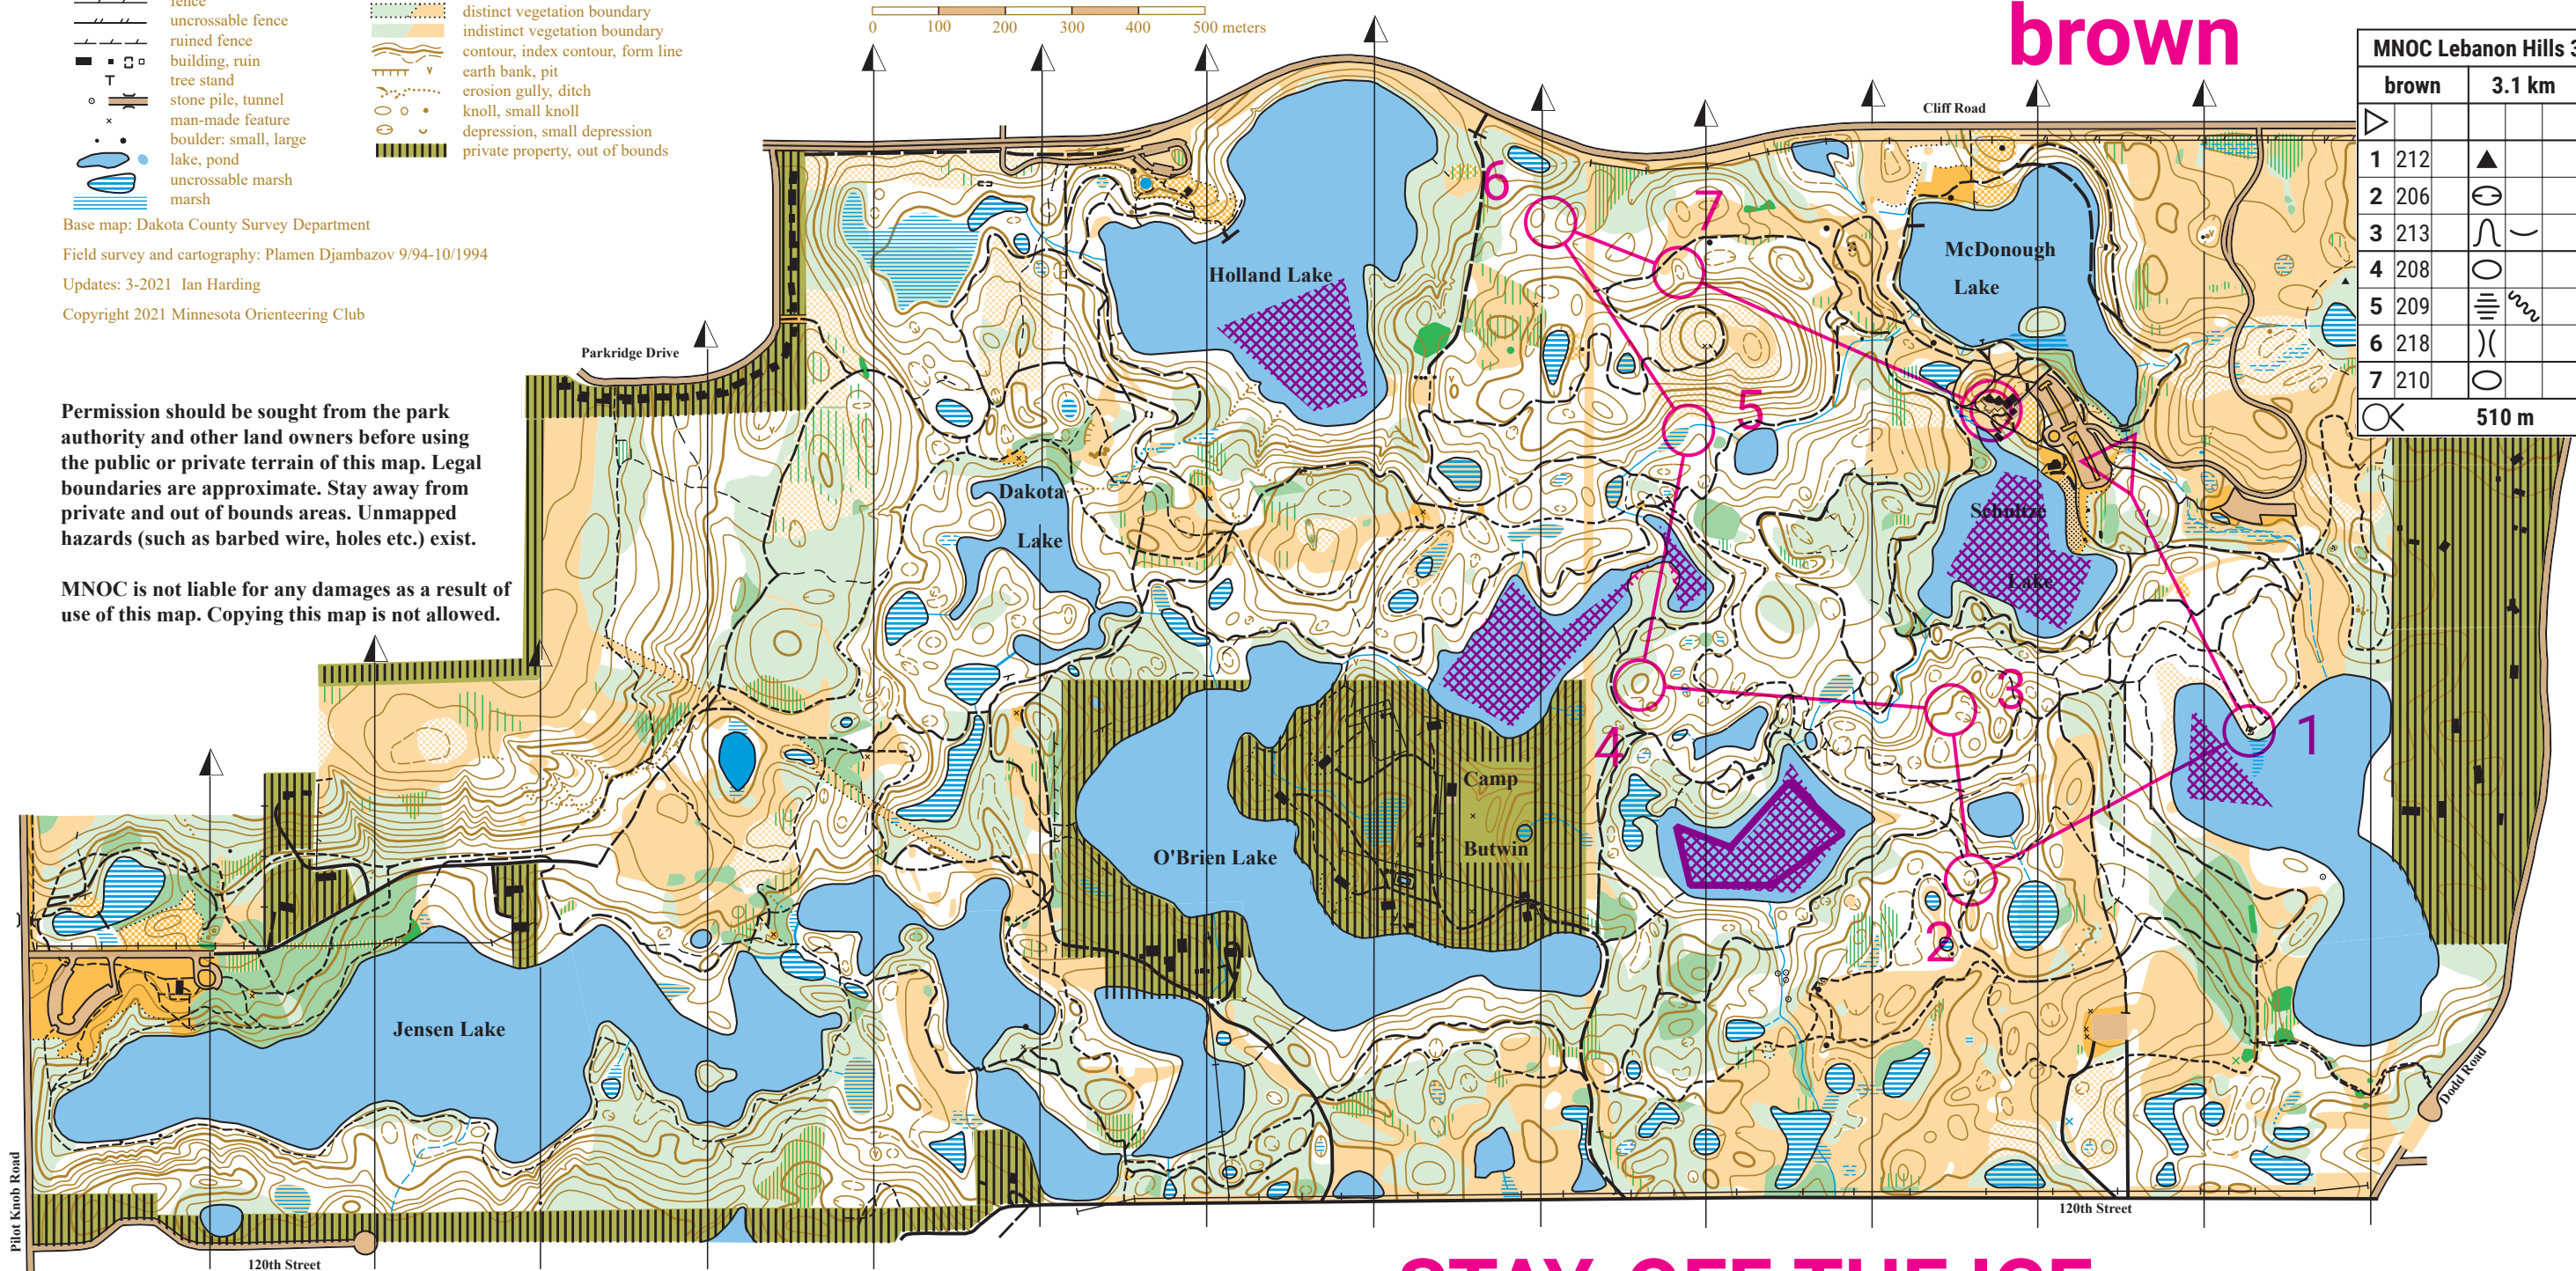 fence
uncrossable fence
ruined fence
building, ruin
tree stand
stone pile, tunnel
man-made feature
boulder: small, large
lake, pond
uncrossable marsh
marsh
distinct vegetation boundary
indistinct vegetation boundary
contour, index contour, form line
earth bank, pit
erosion gully, ditch
knoll, small knoll
depression, small depression
private property, out of bounds
0 100 200 300 400 500 meters
Base map: Dakota County Survey Department
Field survey and cartography: Plamen Djambazov 9/94-10/1994
Updates: 3-2021 Ian Harding
Copyright 2021 Minnesota Orienteering Club
Permission should be sought from the park
authority and other land owners before using
the public or private terrain of this map. Legal
boundaries are approximate. Stay away from
private and out of bounds areas. Unmapped
hazards (such as barbed wire, holes etc.) exist.
MNOC is not liable for any damages as a result of
use of this map. Copying this map is not allowed.
brown
MNOC Lebanon Hills 3
brown 3.1 km
1 212
2 206
3 213
4 208
5 209
6 218
7 210
510 m
Cliff Road
Parkridge Drive
Holland Lake
McDonough
Lake
6
7
5
Dakota
Lake
Schultze
Lake
3
4
1
2
Camp
Butwin
O'Brien Lake
Jensen Lake
Pilot Knob Road
120th Street
120th Street
Dodd Road
STAY OFF THE ICE